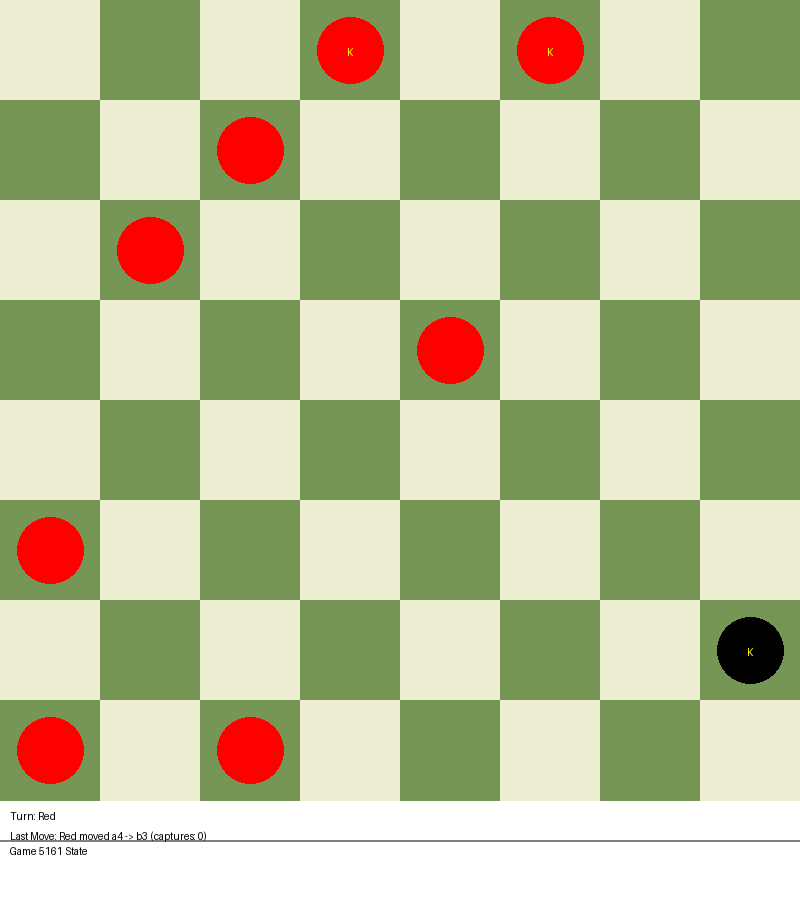 K K
K
Turn: Red
Last Move: Red moved a4 -> b3 (captures: 0)
Game 5161 State